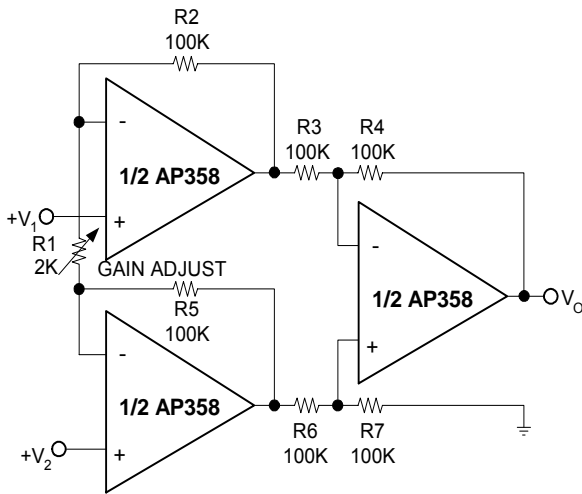 R2
100K
-
R3
100K
R4
100K
1/2 AP358
+V1
+
R1
2K
GAIN ADJUST
-
1/2 AP358
VO
R5
100K
+
-
1/2 AP358
+V2
+
R6
100K
R7
100K